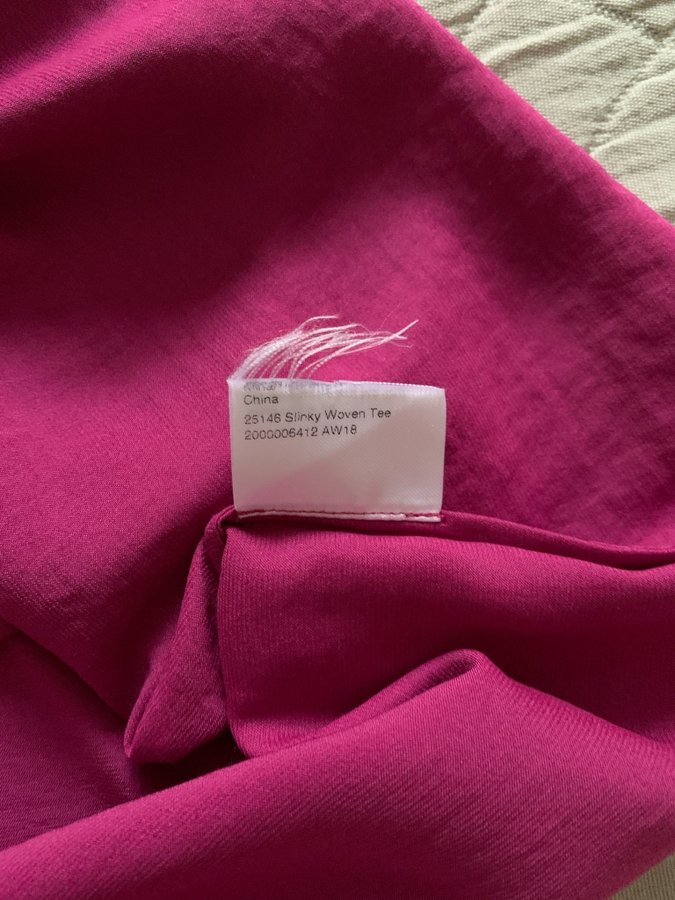 China
25146 Slinky Woven Tee
2000006412 AW18